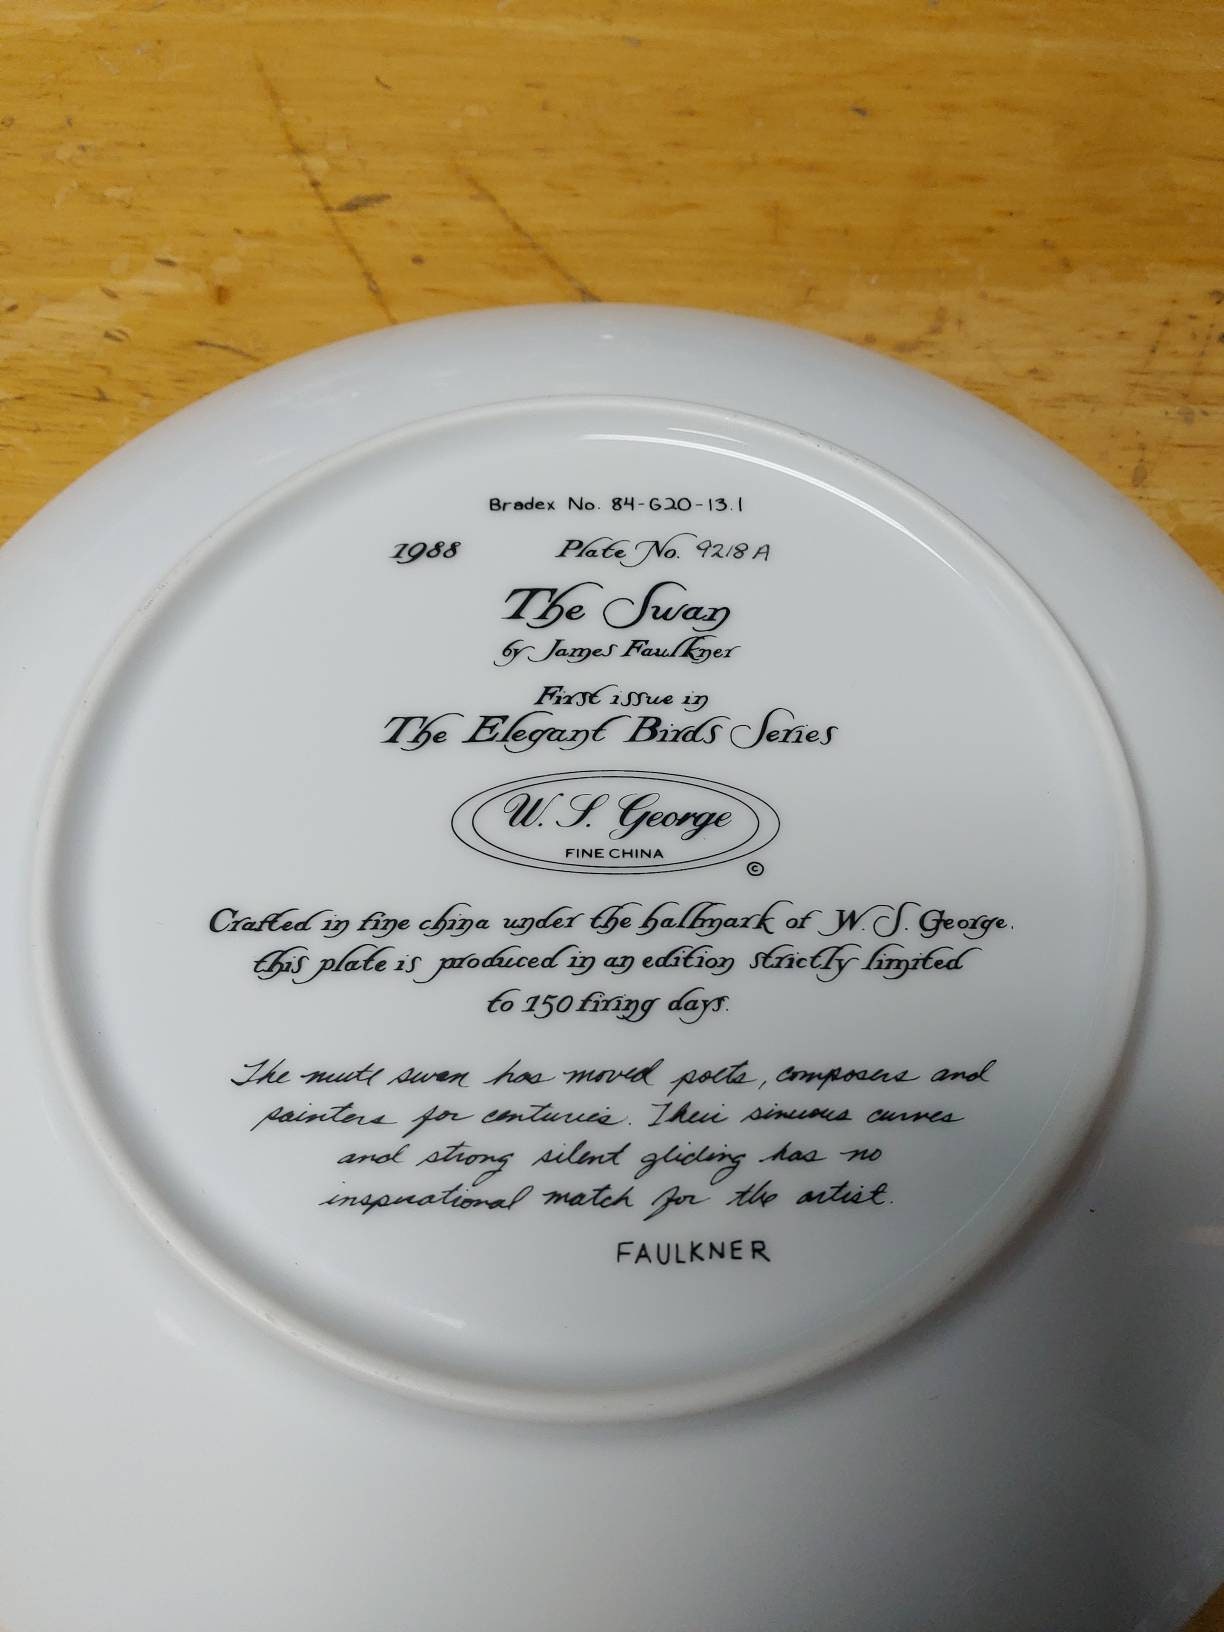 Bradex No. 84-G20-13.1
1988 Plate No. 9218A
The Swan
by James Faulkner
First issue in
The Elegant Birds Series
W. S. George
FINE CHINA
©
Crafted in fine china under the hallmark of W. S. George.
this plate is produced in an edition strictly limited
to 150 firing days.
The mute swan has moved poets, composers and
painters for centuries. Their sinuous curves
and strong silent gliding has no
inspirational match for the artist.
FAULKNER